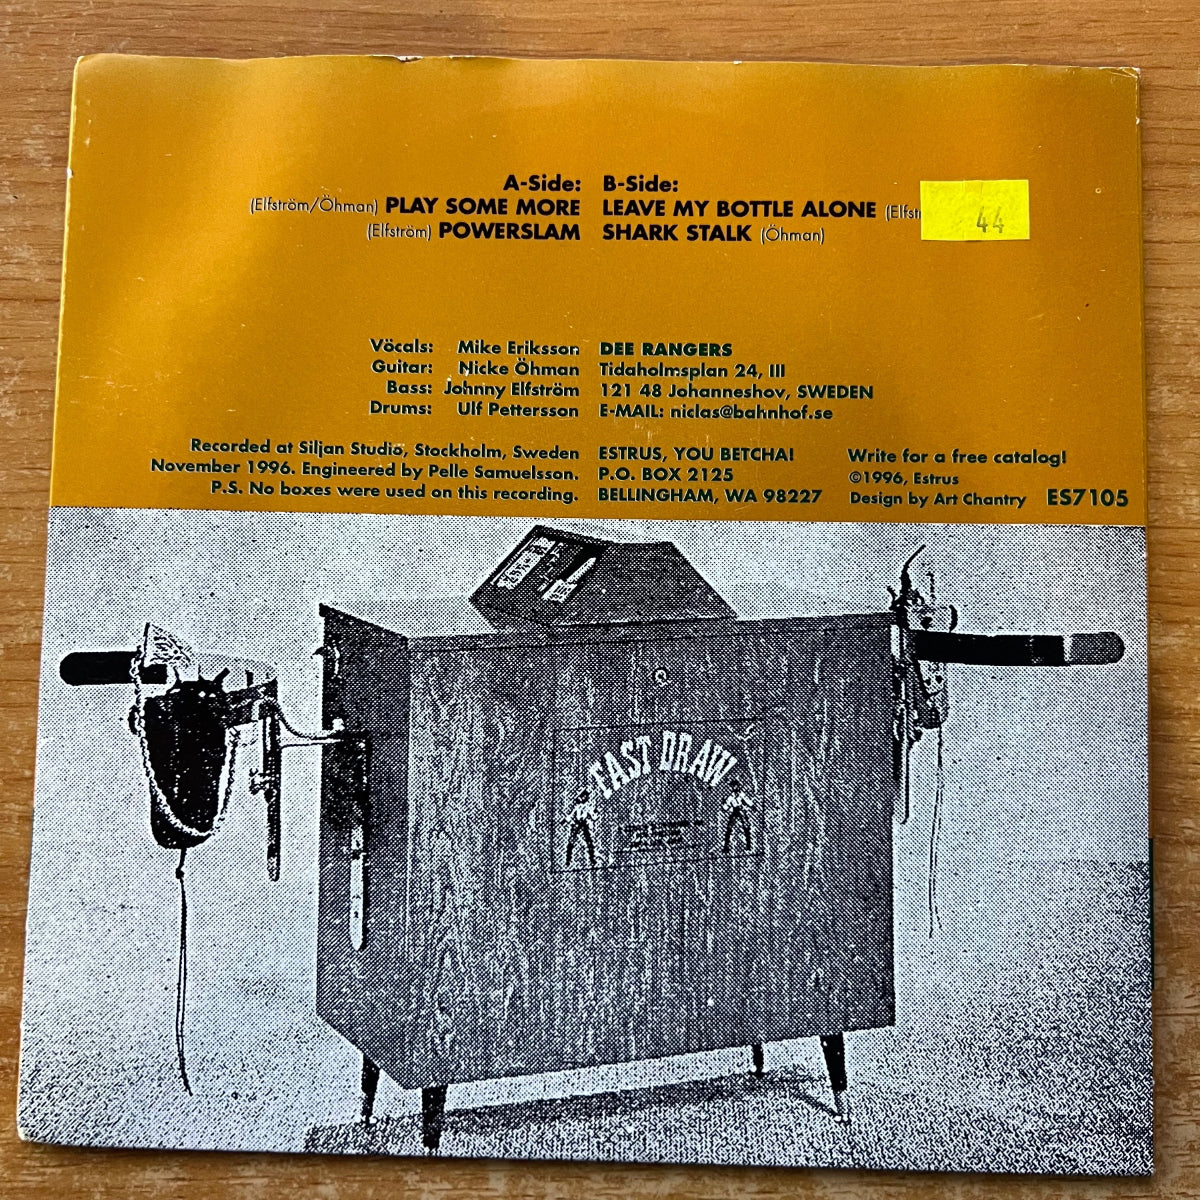 A-Side:
(Elfström/Öhman) PLAY SOME MORE
(Elfström) POWERSLAM
B-Side:
LEAVE MY BOTTLE ALONE
SHARK STALK (Öhman)
44
Vöcals: Mike Eriksson
Guitar: Nicke Öhman
Bass: Johnny Elfström
Drums: Ulf Pettersson
DEE RANGERS
Tidaholmsplan 24, III
121 48 Johanneshov, SWEDEN
E-MAIL: niclas@bahnhof.se
Recorded at Siljan Studio, Stockholm, Sweden
November 1996. Engineered by Pelle Samuelsson.
P.S. No boxes were used on this recording.
ESTRUS, YOU BETCHA!
P.O. BOX 2125
BELLINGHAM, WA 98227
Write for a free catalog!
©1996, Estrus
Design by Art Chantry ES7105
FAST DRAW